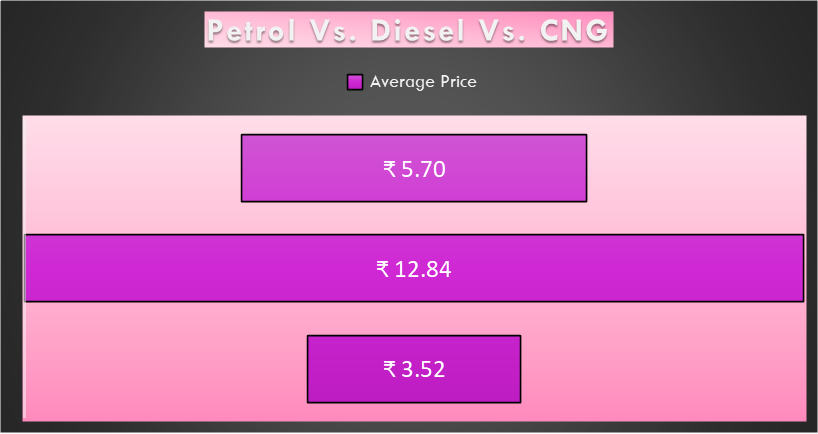 Petrol Vs. Diesel Vs. CNG
Average Price
₹ 5.70
₹ 12.84
₹ 3.52